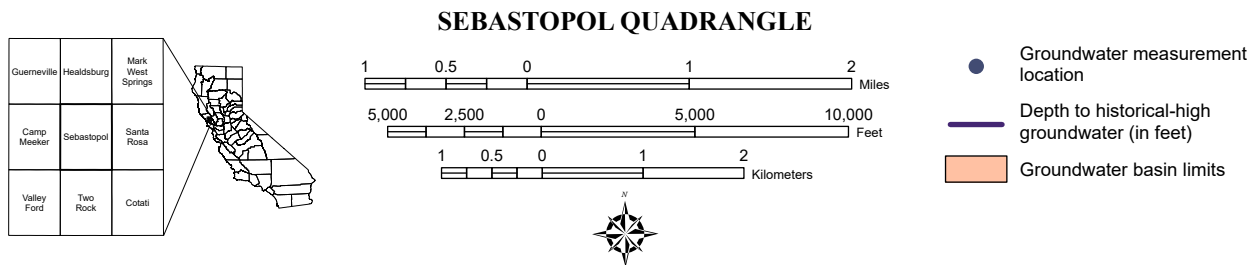 SEBASTOPOL QUADRANGLE
Guerneville
Healdsburg
Mark
West
Springs
Camp
Meeker
Sebastopol
Santa
Rosa
Valley
Ford
Two
Rock
Cotati
1 0.5 0 1 2
Miles
5,000 2,500 0 5,000 10,000
Feet
1 0.5 0 1 2
Kilometers
N
Groundwater measurement
location
Depth to historical-high
groundwater (in feet)
Groundwater basin limits